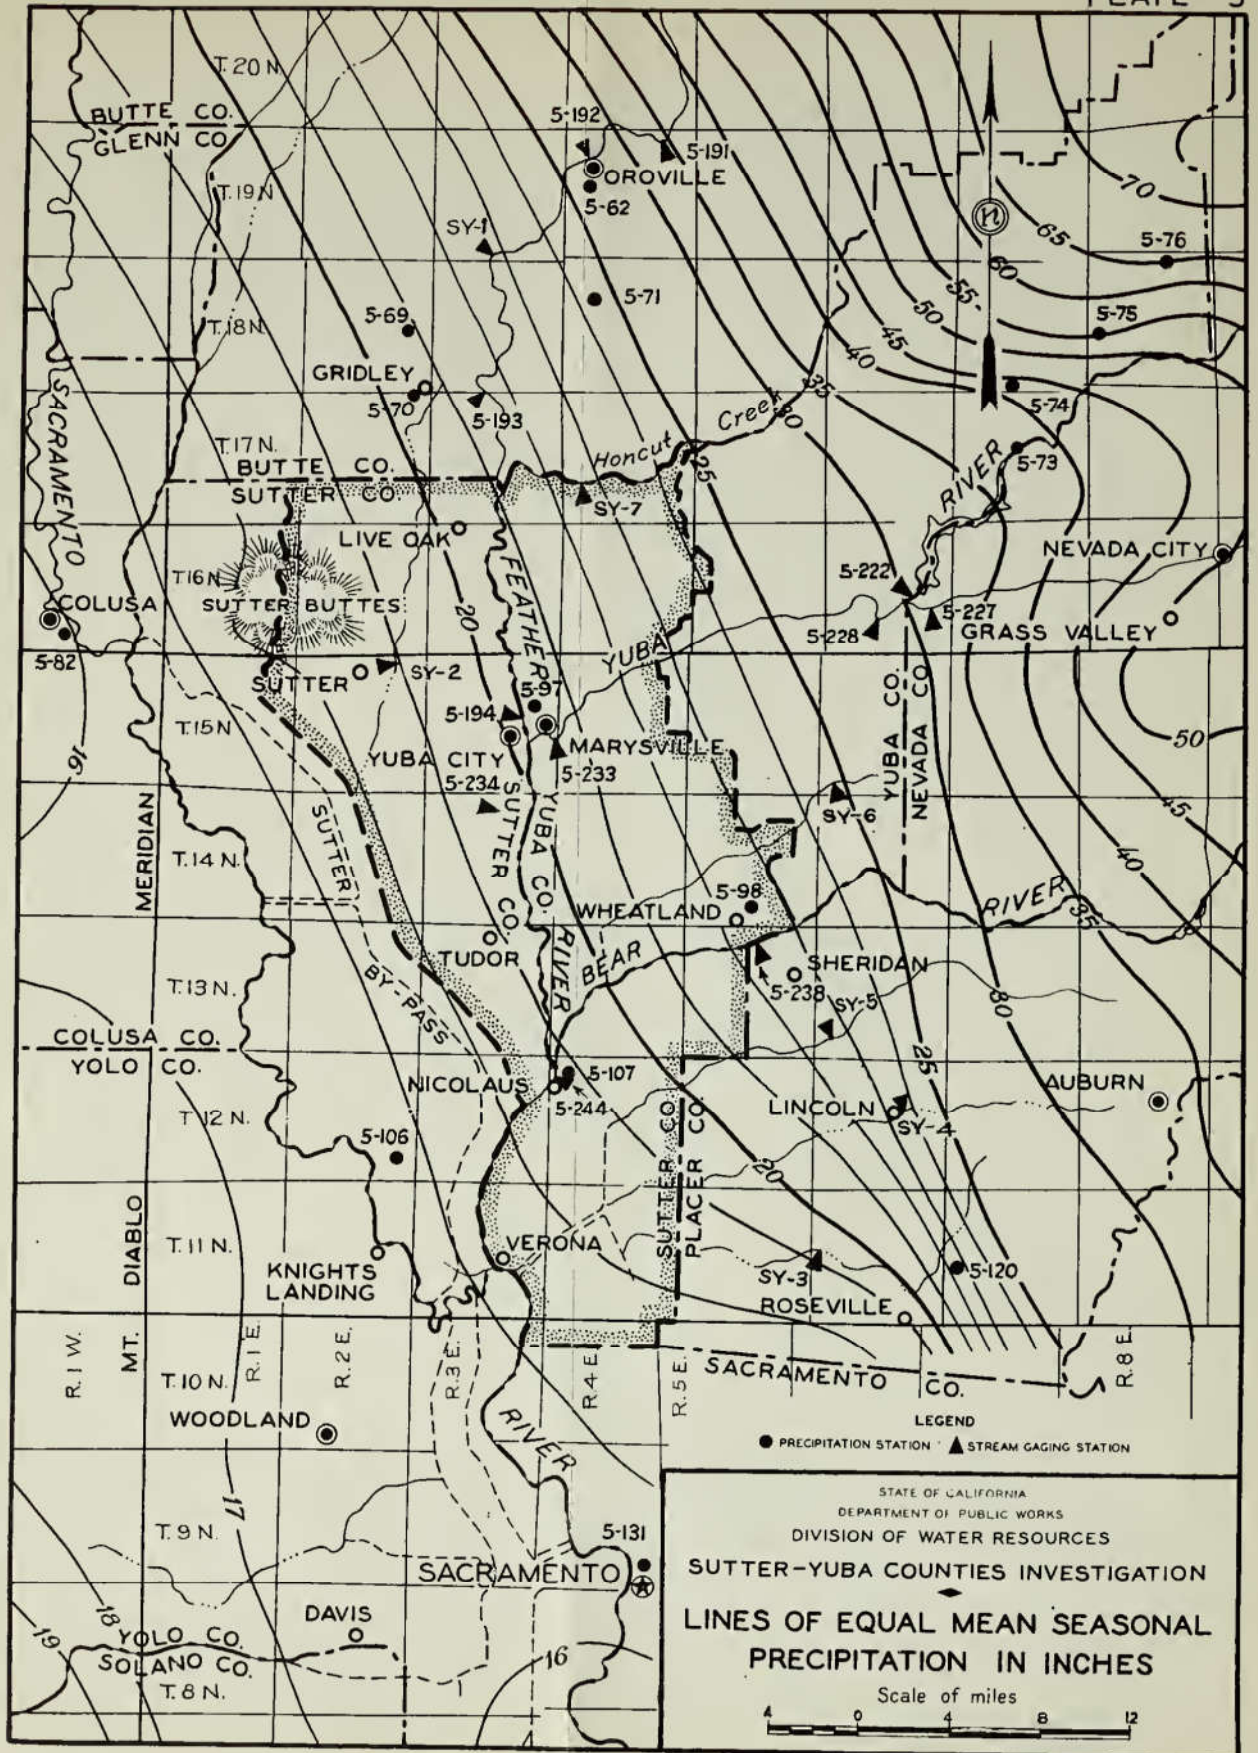 PLATE
T. 20 N.
BUTTE CO.
GLENN CO.
5-192
5-191
OROVILLE
5-62
T. 19 N.
70
SY-1
65
5-76
60
5-71
55
5-69
50
5-75
T. 18 N.
45
40
GRIDLEY
35
5-70
5-74
5-193
SACRAMENTO
Honcut Creek
30
T. 17 N.
5-73
BUTTE CO.
SUTTER CO.
25
RIVER
SY-7
LIVE OAK
NEVADA CITY
FEATHER
T16 N.
5-222
COLUSA
SUTTER BUTTES
20
5-227
5-228
GRASS VALLEY
5-82
YUBA
SUTTER
SY-2
5-97
YUBA CO.
NEVADA CO.
5-194
T. 15 N.
50
MARYSVILLE
YUBA CITY
16
5-233
5-234
SUTTER CO.
YUBA CO.
45
SY-6
SUTTER
BY-PASS
MERIDIAN
T. 14 N.
40
5-98
WHEATLAND
RIVER
35
TUDOR
RIVER
BEAR
SHERIDAN
T. 13 N.
5-238
SY-5
30
COLUSA CO.
YOLO CO.
25
NICOLAUS
5-107
AUBURN
5-244
LINCOLN
T. 12 N.
SY-4
5-106
SUTTER CO.
PLACER CO.
20
MT. DIABLO
T. 11 N.
VERONA
KNIGHTS
LANDING
SY-3
5-120
ROSEVILLE
R. 1 W.
R. 1 E.
R. 2 E.
R. 3 E.
R. 4 E.
R. 5 E.
R. 8 E.
T. 10 N.
SACRAMENTO CO.
WOODLAND
RIVER
LEGEND
PRECIPITATION STATION
STREAM GAGING STATION
17
T. 9 N.
5-131
SACRAMENTO
DAVIS
18
19
YOLO CO.
SOLANO CO.
16
T. 8 N.
STATE OF CALIFORNIA
DEPARTMENT OF PUBLIC WORKS
DIVISION OF WATER RESOURCES
SUTTER-YUBA COUNTIES INVESTIGATION
LINES OF EQUAL MEAN SEASONAL
PRECIPITATION IN INCHES
Scale of miles
4 0 4 8 12